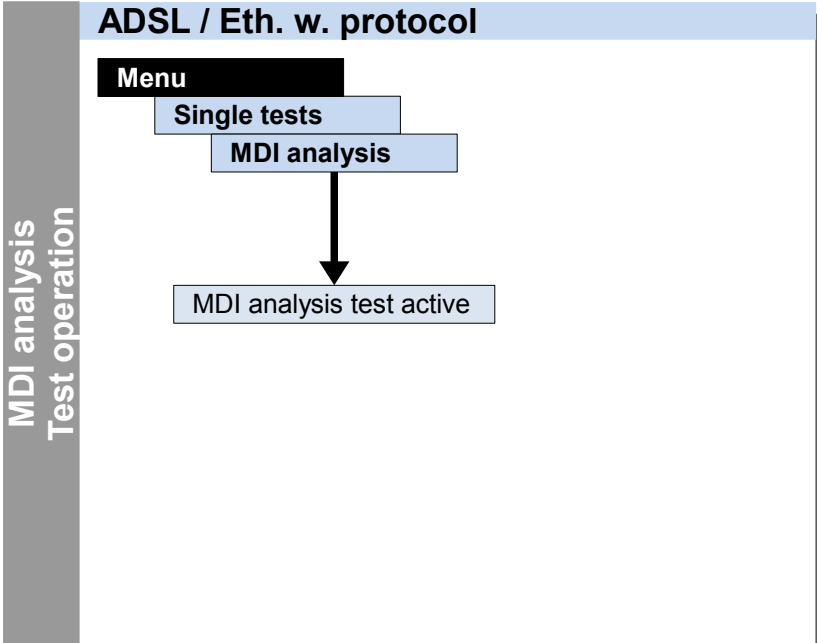 ADSL / Eth. w. protocol
Menu
Single tests
MDI analysis
MDI analysis test active
MDI analysis
Test operation